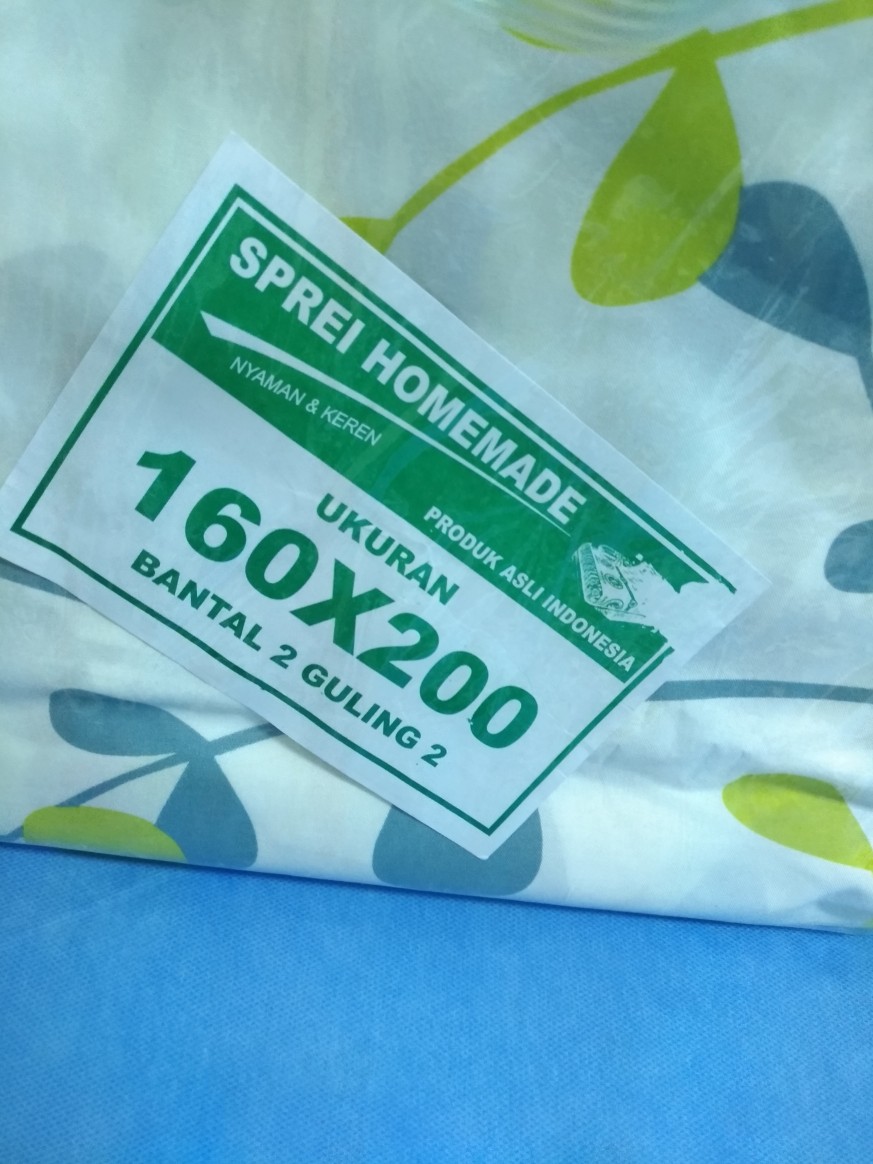 SPREI HOMEMADE
NYAMAN & KEREN
PRODUK ASLI INDONESIA
UKURAN
160X200
BANTAL 2 GULING 2